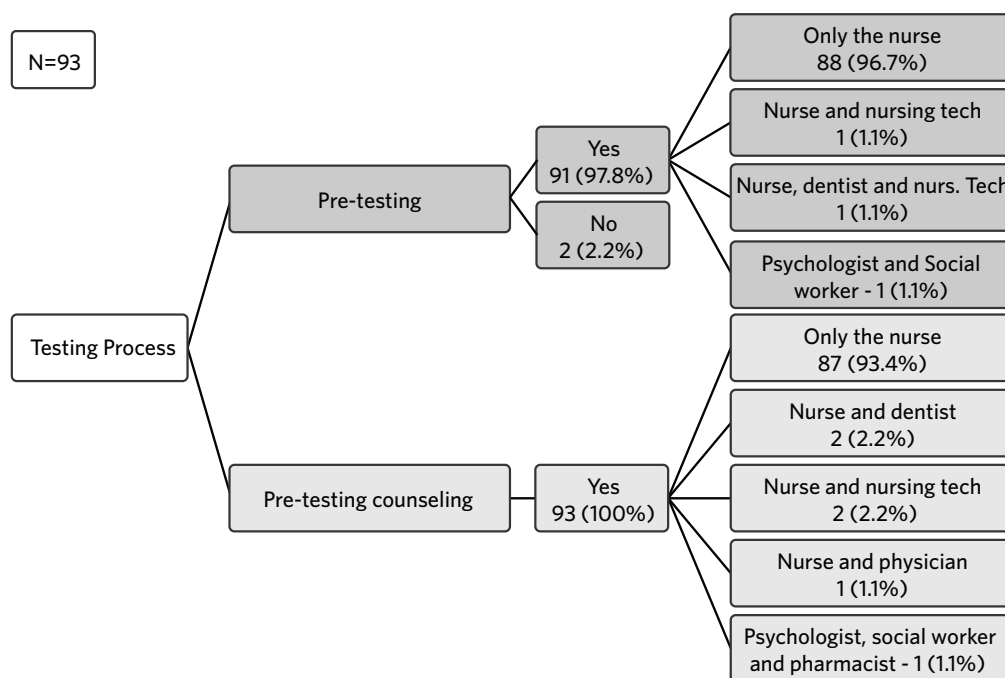 N=93
Testing Process
Pre-testing
Yes
91 (97.8%)
No
2 (2.2%)
Only the nurse
88 (96.7%)
Nurse and nursing tech
1 (1.1%)
Nurse, dentist and nurs. Tech
1 (1.1%)
Psychologist and Social
worker - 1 (1.1%)
Pre-testing counseling
Yes
93 (100%)
Only the nurse
87 (93.4%)
Nurse and dentist
2 (2.2%)
Nurse and nursing tech
2 (2.2%)
Nurse and physician
1 (1.1%)
Psychologist, social worker
and pharmacist - 1 (1.1%)